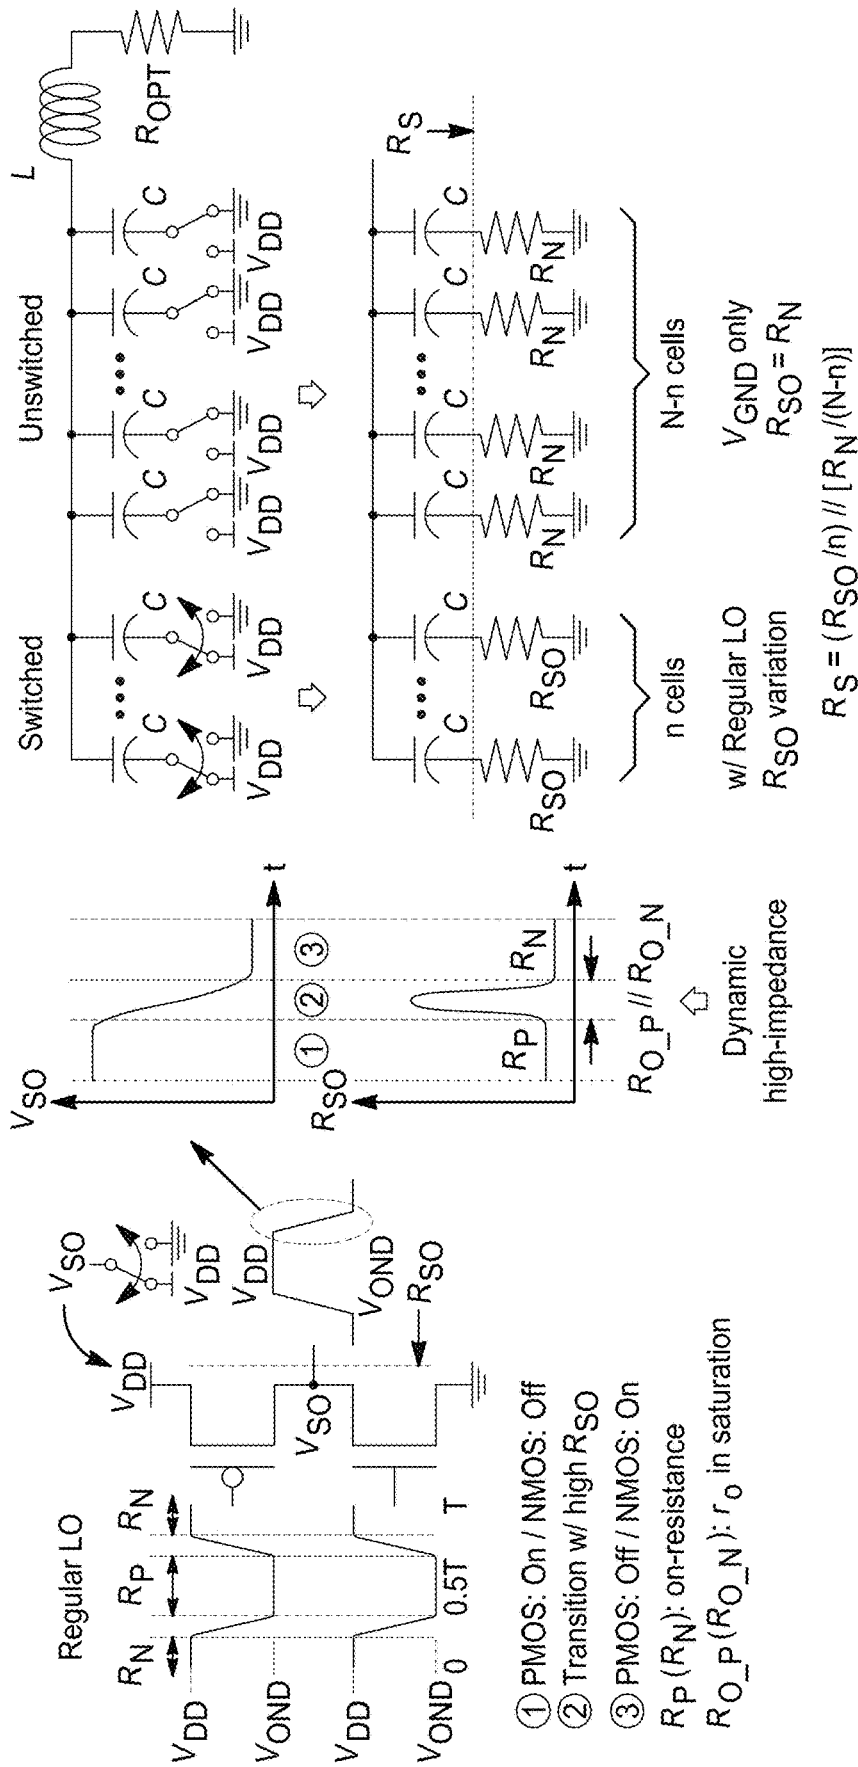 Regular LO
R_N
R_P
R_N
V_DD
V_OND
V_DD
V_OND
0
0.5T
T
V_DD
V_SO
V_SO
V_DD
V_DD
V_OND
R_SO
① PMOS: On / NMOS: Off
② Transition w/ high R_SO
③ PMOS: Off / NMOS: On
R_P (R_N): on-resistance
R_O_P (R_O_N): r_o in saturation
V_SO
t
① ② ③
R_SO
R_P
R_N
t
R_O_P // R_O_N
Dynamic
high-impedance
Switched
Unswitched
L
R_OPT
C
C
C
C
C
C
V_DD
V_DD
V_DD
V_DD
V_DD
V_DD
R_S
C
C
C
C
C
C
R_SO
R_SO
R_N
R_N
R_N
R_N
n cells
N-n cells
w/ Regular LO
R_SO variation
V_GND only
R_SO = R_N
R_S = (R_SO /n) // [R_N /(N-n)]